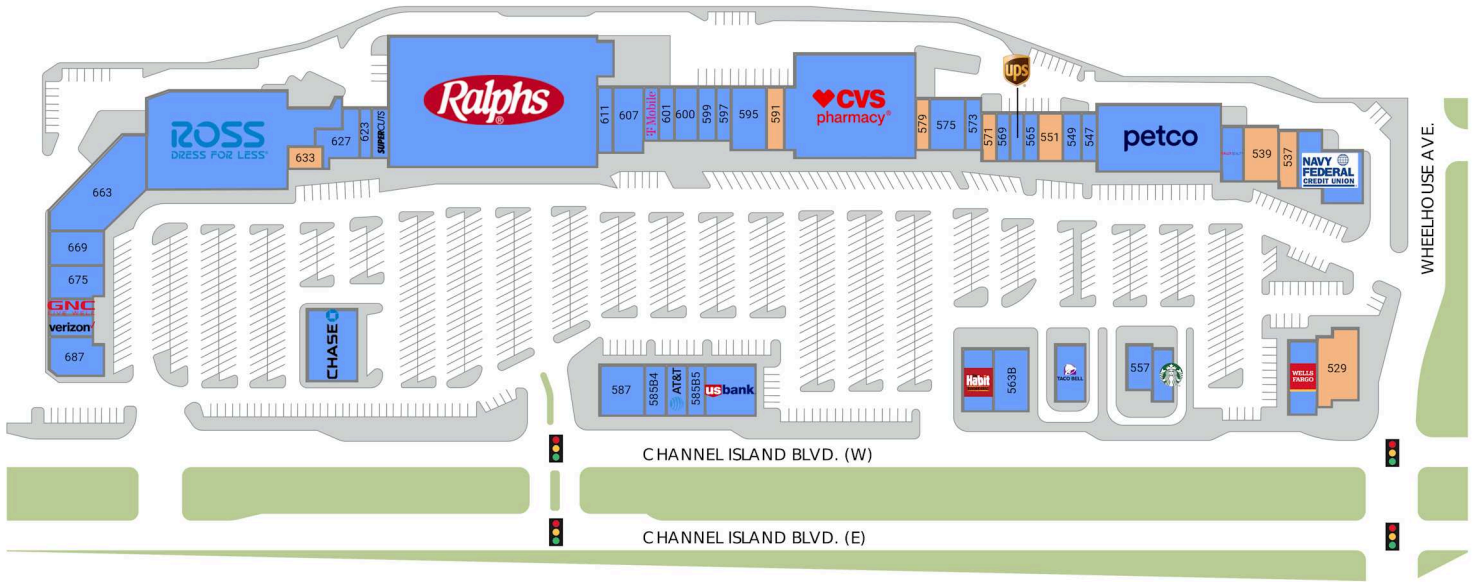 ups
Ralphs
®
T Mobile
611
607
601
600
599
597
595
591
CVS
pharmacy®
579
575
573
571
569
565
551
549
547
petco
539
537
NAVY
FEDERAL
CREDIT UNION
ROSS
DRESS FOR LESS®
633
627
623
SUPERCUTS
663
669
675
GNC
LIVE WELL
verizon
687
CHASE
587
585B4
AT&T
585B5
usbank
Habit
563B
TACO BELL
557
WELLS
FARGO
529
WHEELHOUSE AVE.
CHANNEL ISLAND BLVD. (W)
CHANNEL ISLAND BLVD. (E)